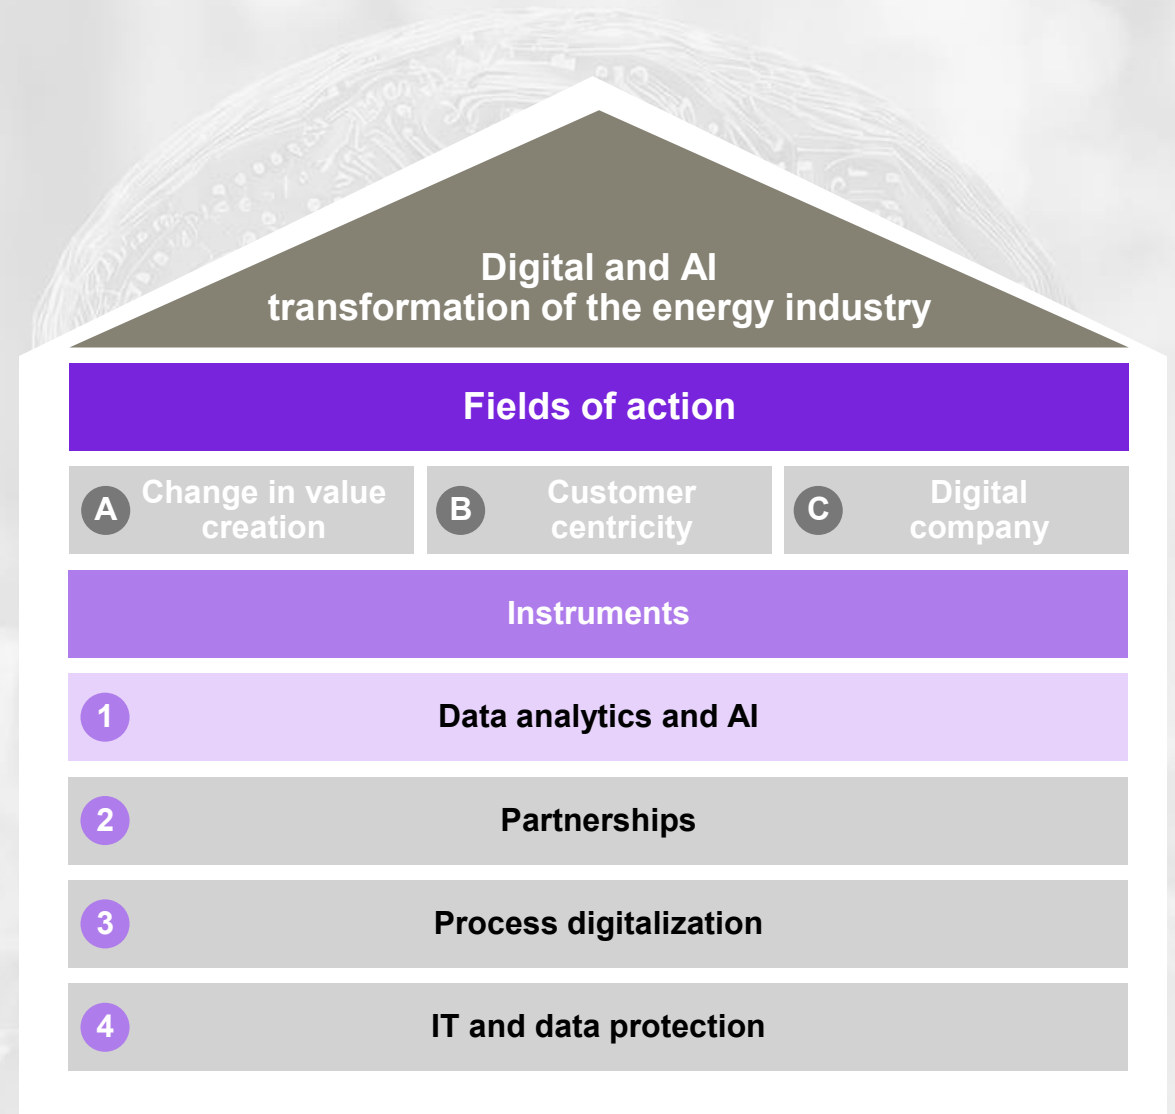 Digital and AI
transformation of the energy industry
Fields of action
A
Change in value
creation
B
Customer
centricity
C
Digital
company
Instruments
1
Data analytics and AI
2
Partnerships
3
Process digitalization
4
IT and data protection